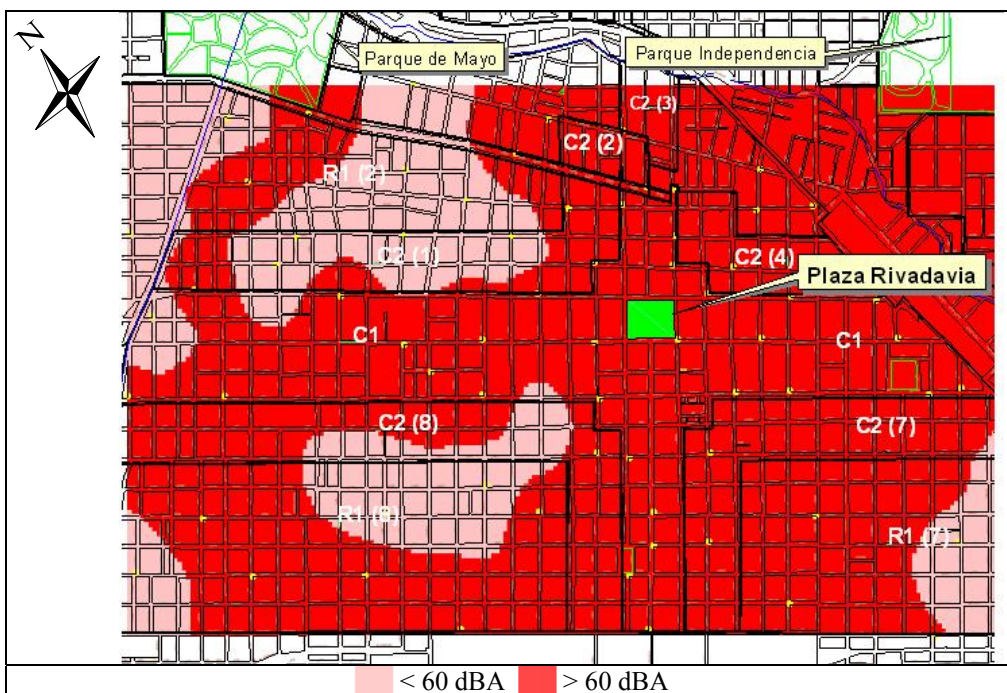 N
Parque de Mayo
Parque Independencia
C2 (3)
C2 (2)
R1 (2)
C2 (1)
C2 (4)
Plaza Rivadavia
C1
C1
C2 (8)
C2 (7)
R1 (8)
R1 (7)
< 60 dBA > 60 dBA